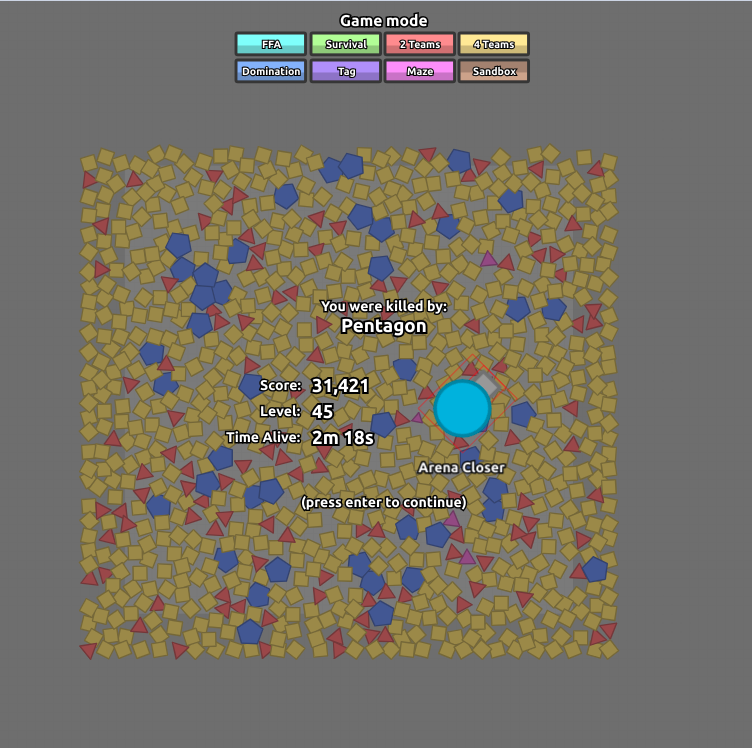 Game mode
FFA Survival 2 Teams 4 Teams
Domination Tag Maze Sandbox
You were killed by:
Pentagon
Score: 31,421
Level: 45
Time Alive: 2m 18s
Arena Closer
(press enter to continue)